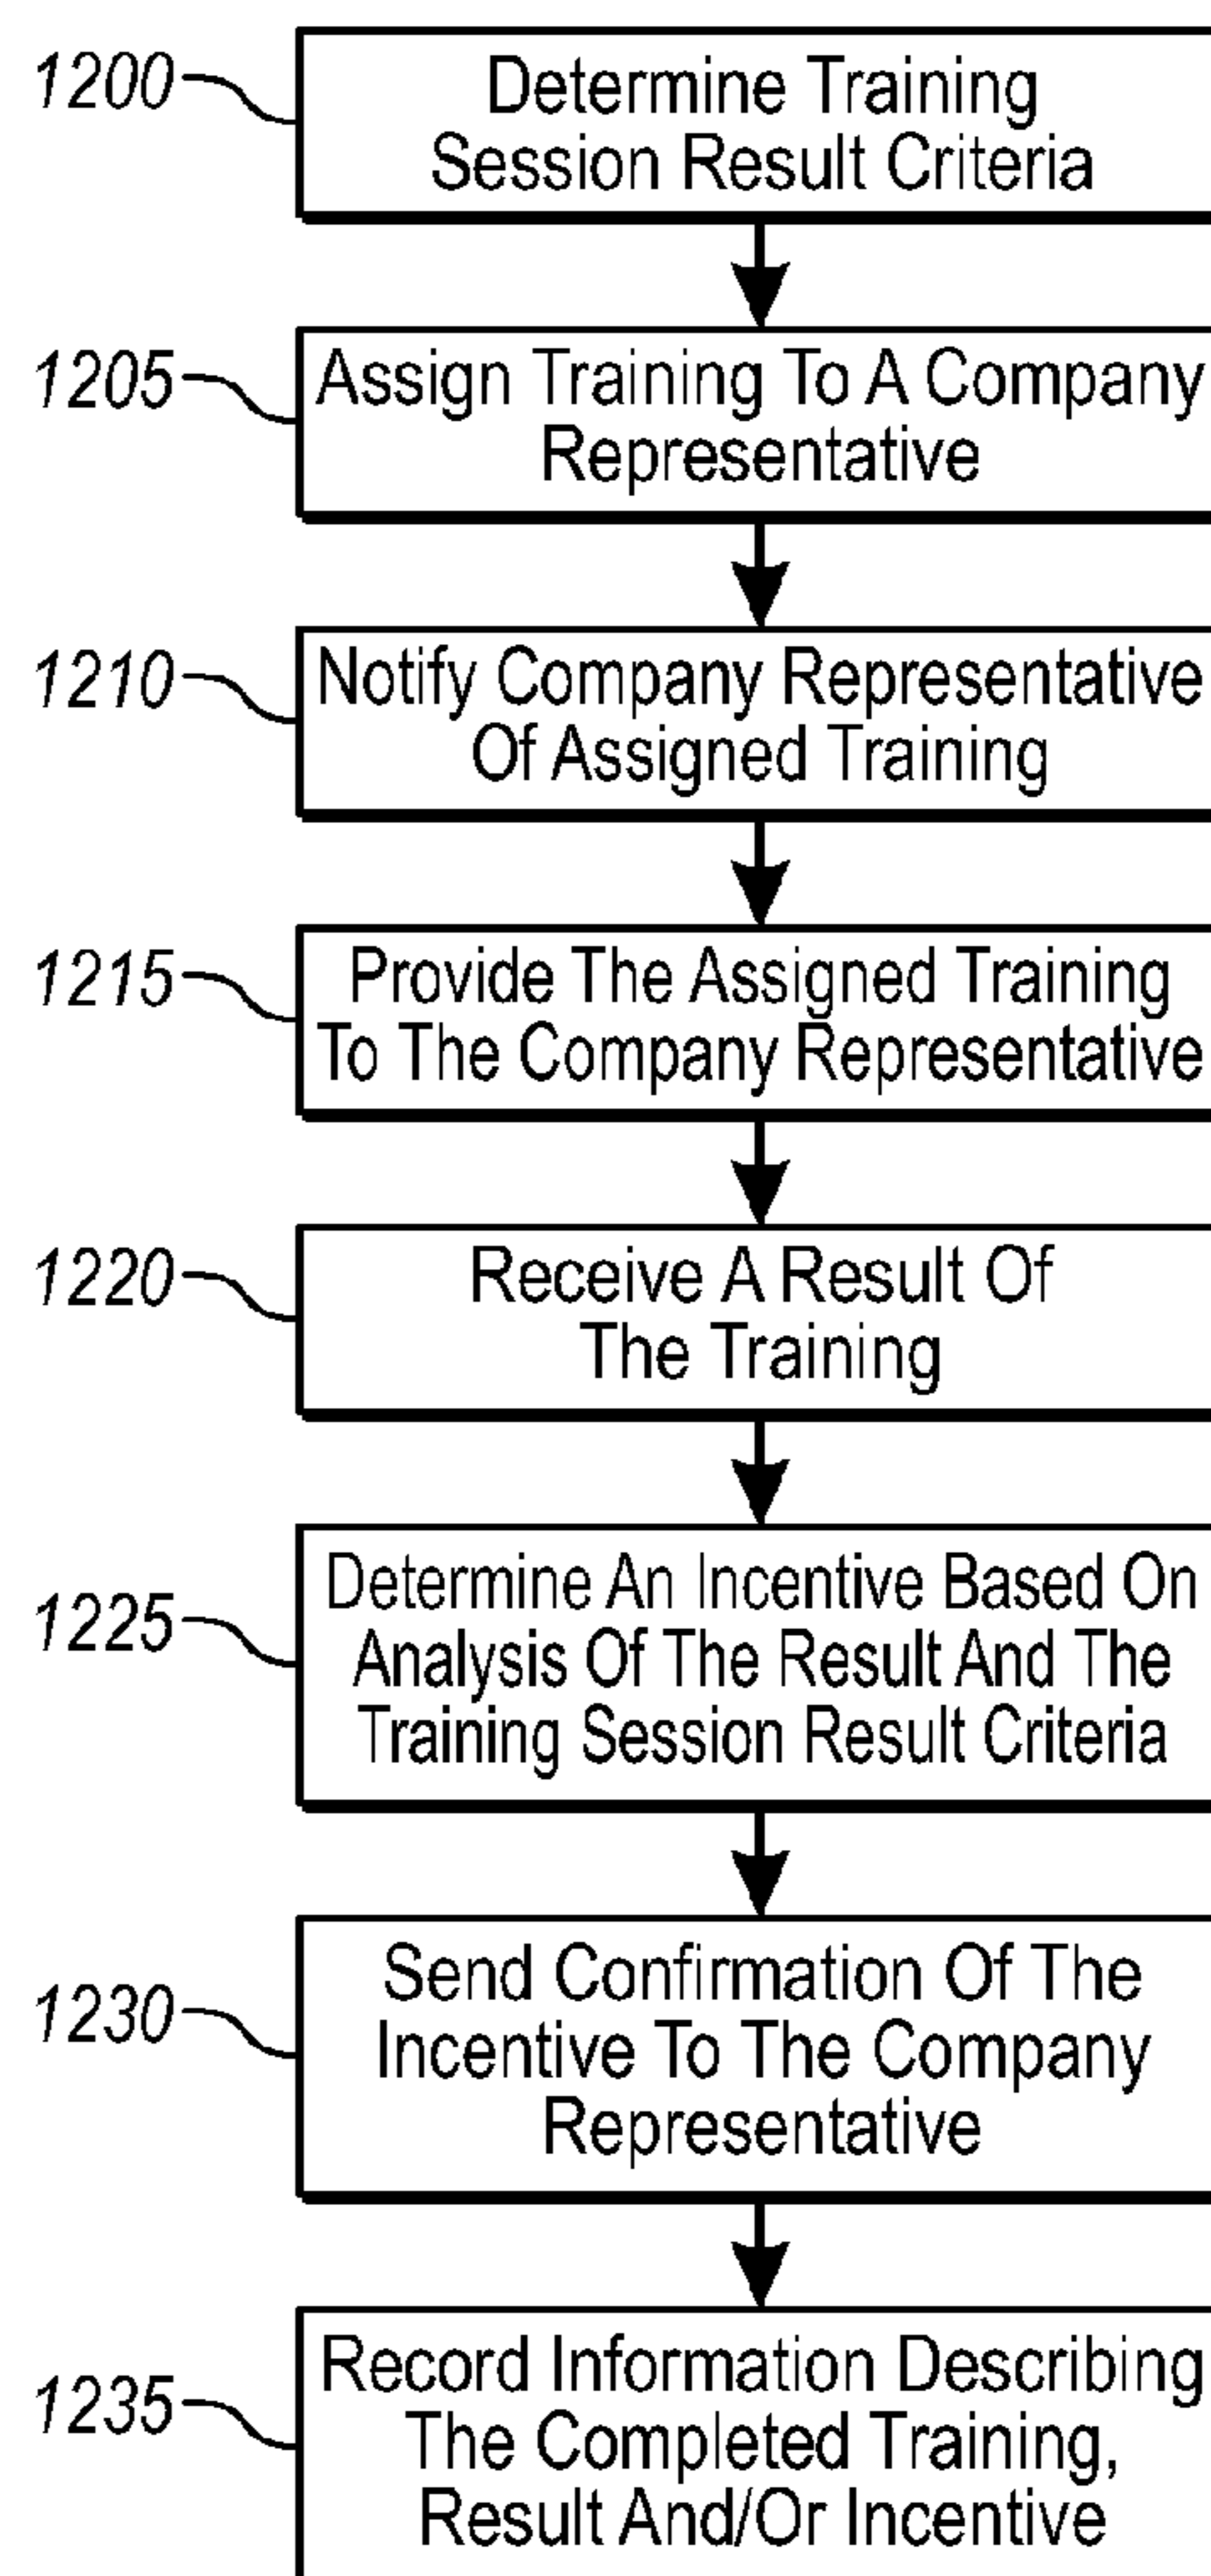 1200
Determine Training
Session Result Criteria
1205
Assign Training To A Company
Representative
1210
Notify Company Representative
Of Assigned Training
1215
Provide The Assigned Training
To The Company Representative
1220
Receive A Result Of
The Training
1225
Determine An Incentive Based On
Analysis Of The Result And The
Training Session Result Criteria
1230
Send Confirmation Of The
Incentive To The Company
Representative
1235
Record Information Describing
The Completed Training,
Result And/Or Incentive